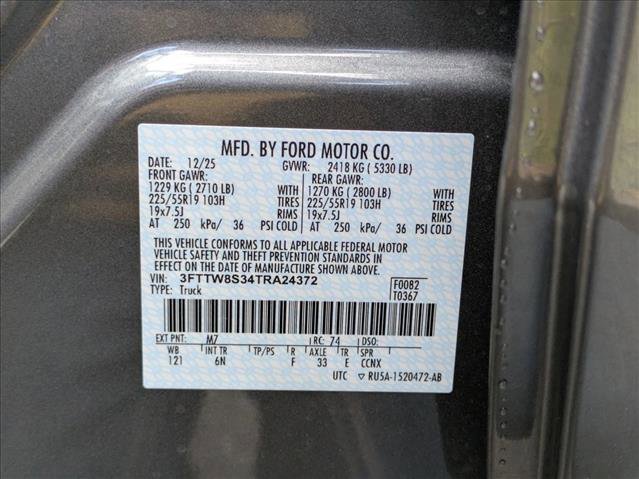 MFD. BY FORD MOTOR CO.
DATE: 12/25 GVWR: 2418 KG ( 5330 LB)
FRONT GAWR: REAR GAWR:
1229 KG ( 2710 LB) WITH 1270 KG ( 2800 LB) WITH
225/55R19 103H TIRES 225/55R19 103H TIRES
19x7.5J RIMS 19x7.5J RIMS
AT 250 kPa/ 36 PSI COLD AT 250 kPa/ 36 PSI COLD
THIS VEHICLE CONFORMS TO ALL APPLICABLE FEDERAL MOTOR
VEHICLE SAFETY AND THEFT PREVENTION STANDARDS IN
EFFECT ON THE DATE OF MANUFACTURE SHOWN ABOVE.
VIN: 3FTTW8S34TRA24372 F0082
TYPE: Truck T0367
EXT PNT: M7 RC: 74 DSO:
WB INT TR TP/PS R AXLE TR SPR
121 6N F 33 E CCNX
UTC RU5A-1520472-AB